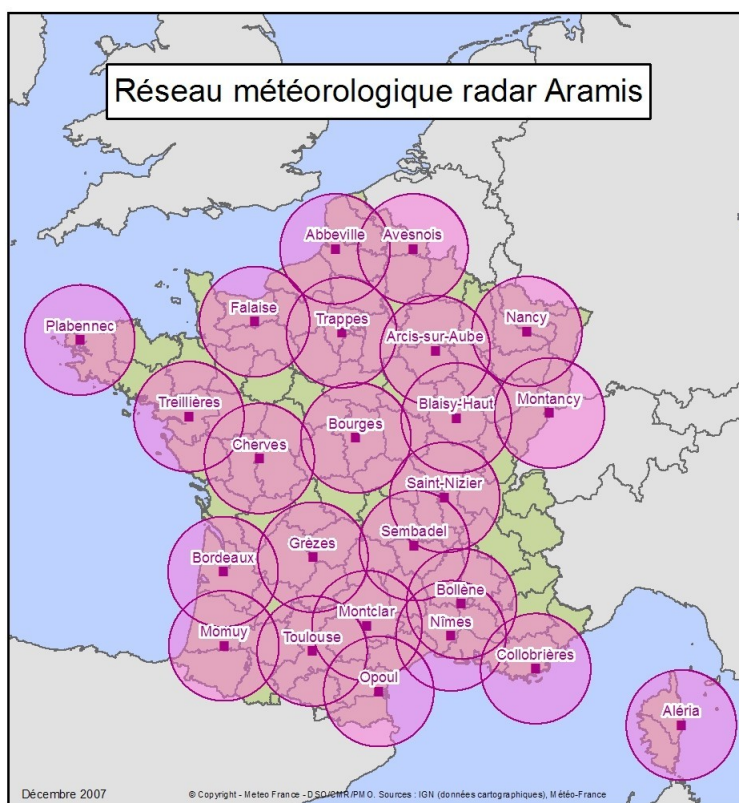 Réseau météorologique radar Aramis
Abbeville
Avesnois
Falaise
Trappes
Nancy
Plabennec
Arcis-sur-Aube
Treillières
Blaisy-Haut
Montancy
Bourges
Cherves
Saint-Nizier
Sembadel
Grèzes
Bordeaux
Bollène
Montclar
Nîmes
Momuy
Toulouse
Collobrières
Opoul
Aléria
Décembre 2007
© Copyright - Meteo France - DSO/CMR/PMO. Sources : IGN (données cartographiques), Météo-France